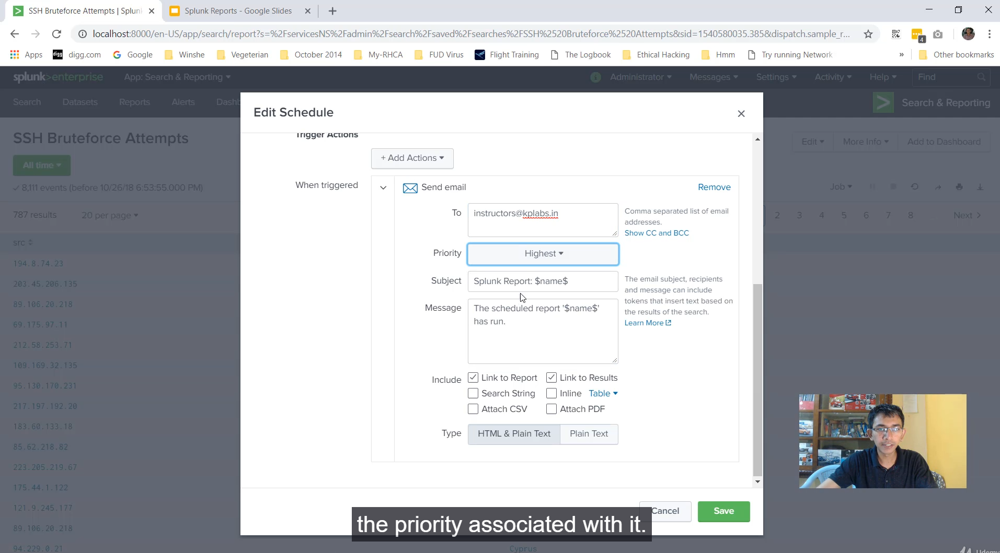 SSH Bruteforce Attempts | Splun
Splunk Reports - Google Slides
localhost:8000/en-US/app/search/report?s=%2FservicesNS%2Fadmin%2Fsearch%2Fsaved%2Fsearches%2FSSH%2520Bruteforce%2520Attempts&sid=1540580035.385&dispatch.sample_r...
4
Apps
digg digg.com
Google
Winshe
Vegeterian
October 2014
My-RHCA
FUD Virus
Flight Training
The Logbook
Ethical Hacking
Hmm
Try running Network
»
Other bookmarks
splunk>enterprise
App: Search & Reporting
Administrator
Messages
Settings
Activity
Help
Find
Search
Datasets
Reports
Alerts
Dashb
Search & Reporting
SSH Bruteforce Attempts
Edit
More Info
Add to Dashboard
All time
8,111 events (before 10/26/18 6:53:55.000 PM)
Job
787 results
20 per page
2 3 4 5 6 7 8 ... Next >
src
194.8.74.23
203.45.206.135
89.106.20.218
69.175.97.11
212.58.253.71
109.169.32.135
95.130.170.231
217.197.192.20
183.60.133.18
85.62.218.82
223.205.219.67
175.44.1.122
121.9.245.177
89.106.20.218
94.229.0.21
Cyprus
Edit Schedule
Trigger Actions
+ Add Actions
When triggered
Send email
Remove
To
instructors@kplabs.in
Comma separated list of email
addresses.
Show CC and BCC
Priority
Highest
Subject
Splunk Report: $name$
The email subject, recipients
and message can include
tokens that insert text based on
the results of the search.
Learn More
Message
The scheduled report '$name$'
has run.
Include
Link to Report
Link to Results
Search String
Inline
Table
Attach CSV
Attach PDF
Type
HTML & Plain Text
Plain Text
Cancel
Save
the priority associated with it.
Udemy